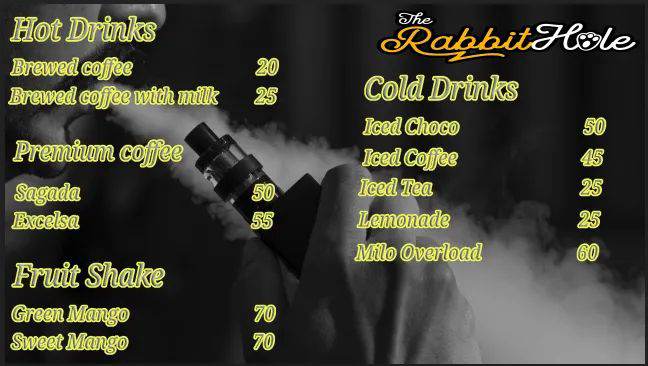 The
RabbitHole
Hot Drinks
Brewed coffee 20
Brewed coffee with milk 25
Premium coffee
Sagada 50
Excelsa 55
Fruit Shake
Green Mango 70
Sweet Mango 70
Cold Drinks
Iced Choco 50
Iced Coffee 45
Iced Tea 25
Lemonade 25
Milo Overload 60